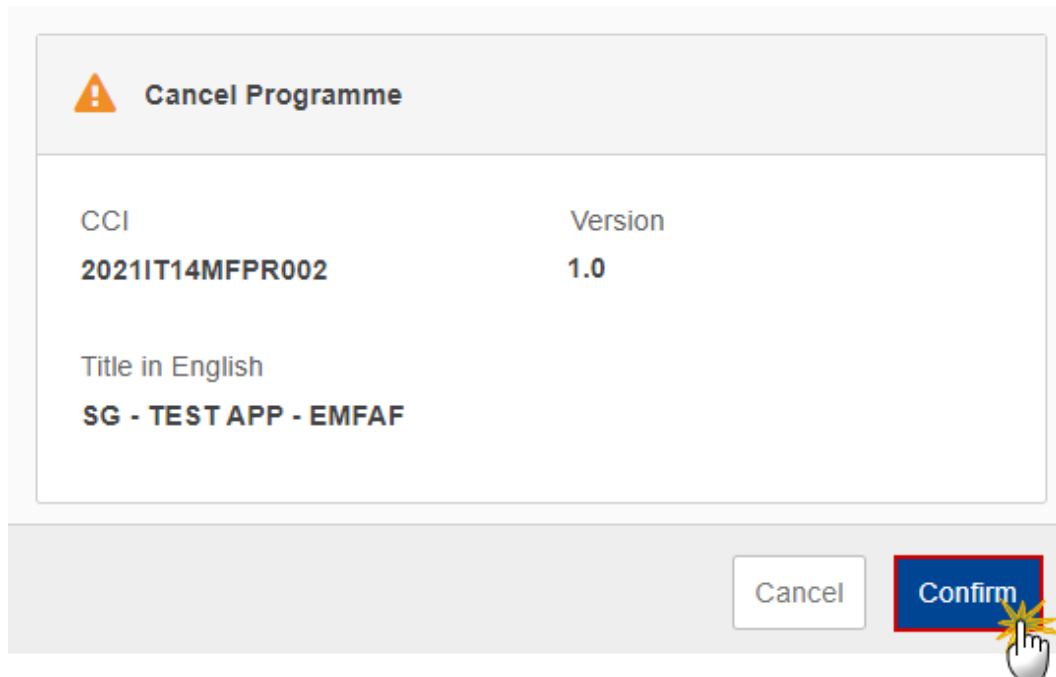 Cancel Programme
CCI Version
2021IT14MFPR002 1.0
Title in English
SG - TEST APP - EMFAF
Cancel Confirm